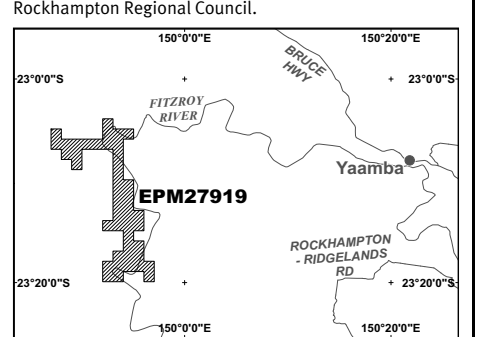 Rockhampton Regional Council.
150°0'0"E
150°20'0"E
BRUCE
HWY
23°0'0"S
23°0'0"S
FITZROY
RIVER
Yaamba
EPM27919
ROCKHAMPTON
- RIDGELANDS
RD
23°20'0"S
23°20'0"S
150°0'0"E
150°20'0"E